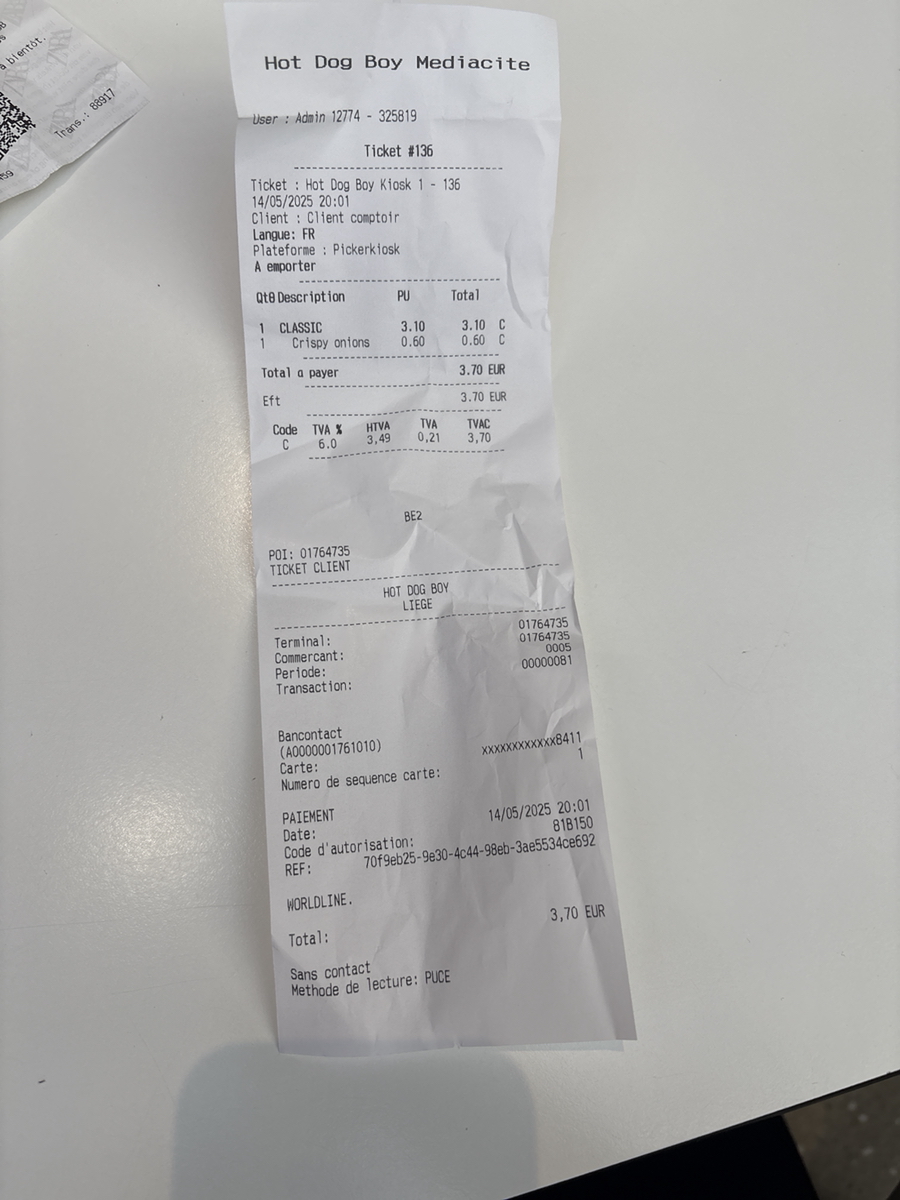 à bientôt.
Trans.: 88917
Hot Dog Boy Mediacite
User : Admin 12774 - 325819
Ticket #136
Ticket : Hot Dog Boy Kiosk 1 - 136
14/05/2025 20:01
Client : Client comptoir
Langue: FR
Plateforme : Pickerkiosk
A emporter
Qt0 Description PU Total
1 CLASSIC 3.10 3.10 C
1 Crispy onions 0.60 0.60 C
Total a payer 3.70 EUR
Eft 3.70 EUR
Code TVA % HTVA TVA TVAC
C 6.0 3,49 0,21 3,70
BE2
POI: 01764735
TICKET CLIENT
HOT DOG BOY
LIEGE
Terminal: 01764735
Commercant: 01764735
Periode: 0005
Transaction: 00000081
Bancontact
(A0000001761010)
Carte: xxxxxxxxxxxx8411
Numero de sequence carte: 1
PAIEMENT
Date: 14/05/2025 20:01
Code d'autorisation: 81B150
REF: 70f9eb25-9e30-4c44-98eb-3ae5534ce692
WORLDLINE.
Total: 3,70 EUR
Sans contact
Methode de lecture: PUCE